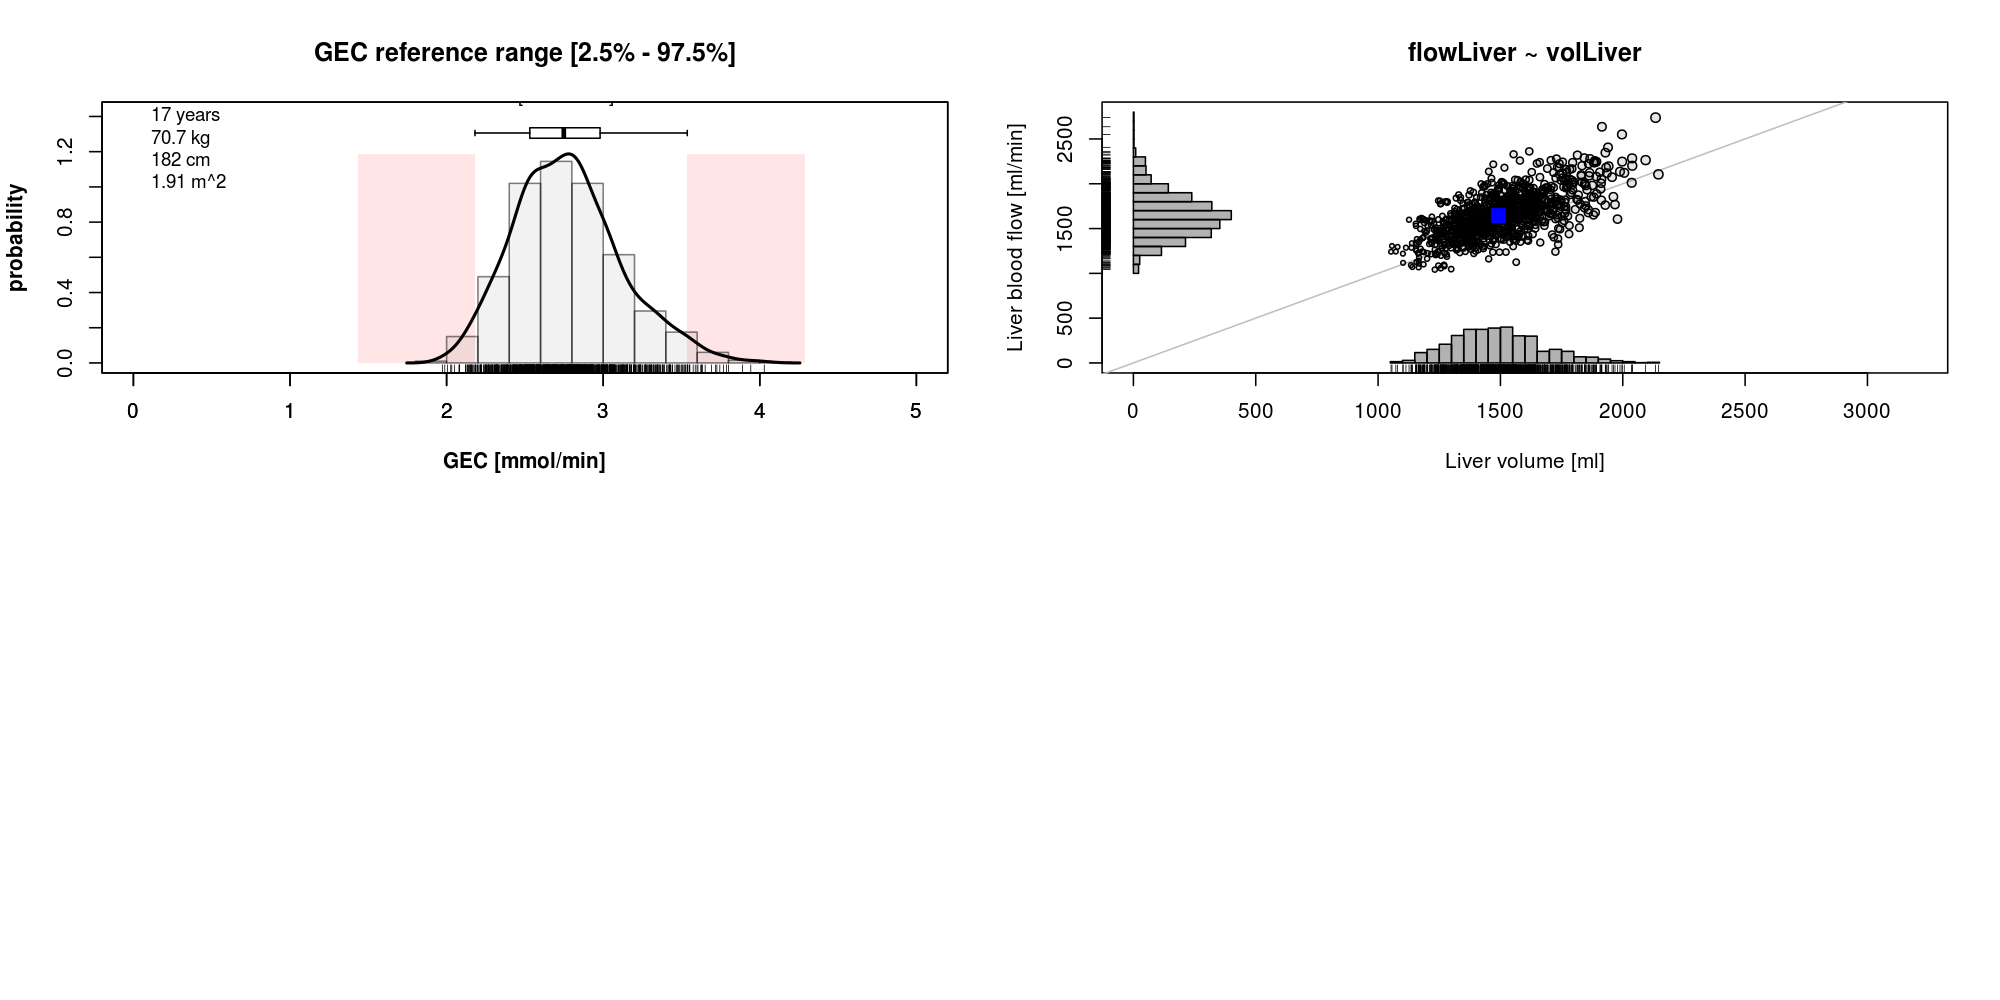 GEC reference range [2.5% - 97.5%]
17 years
70.7 kg
182 cm
1.91 m^2
probability
0.0
0.4
0.8
1.2
0 1 2 3 4 5
GEC [mmol/min]
flowLiver ~ volLiver
Liver blood flow [ml/min]
0
500
1500
2500
0 500 1000 1500 2000 2500 3000
Liver volume [ml]